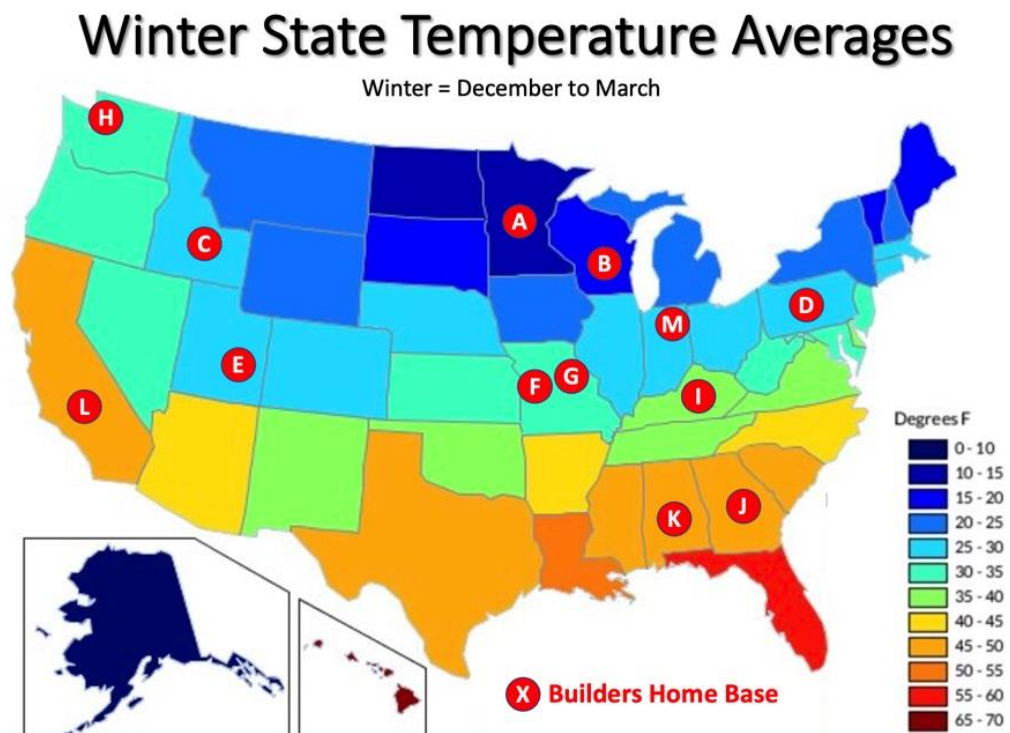 Winter State Temperature Averages
Winter = December to March
H
A
C
B
D
M
E
F
G
I
L
J
K
Degrees F
0 - 10
10 - 15
15 - 20
20 - 25
25 - 30
30 - 35
35 - 40
40 - 45
45 - 50
50 - 55
55 - 60
65 - 70
X Builders Home Base